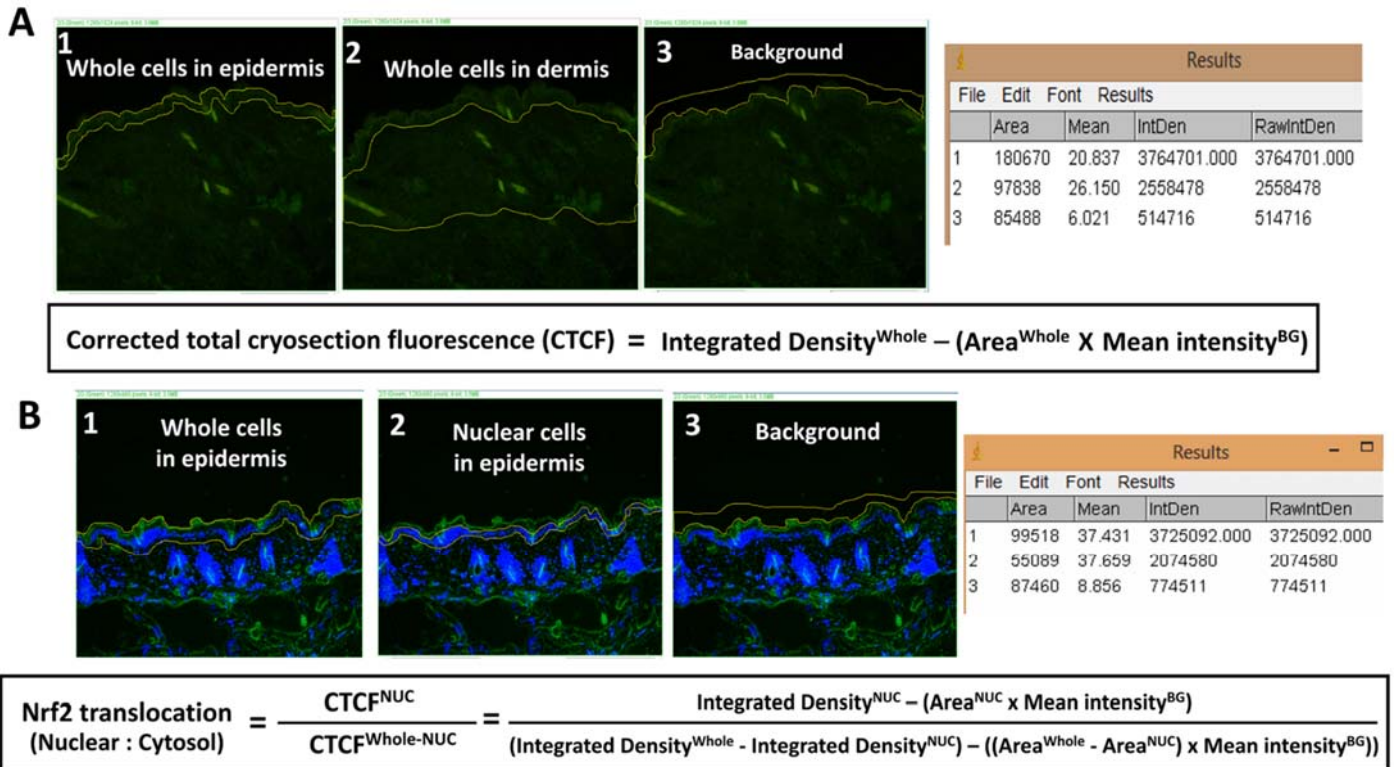 A
1
Whole cells in epidermis
2
Whole cells in dermis
3
Background
Results
File Edit Font Results
Area Mean IntDen RawIntDen
1 180670 20.837 3764701.000 3764701.000
2 97838 26.150 2558478 2558478
3 85488 6.021 514716 514716
Corrected total cryosection fluorescence (CTCF) = Integrated Density^Whole – (Area^Whole X Mean intensity^BG)
B
1
Whole cells
in epidermis
2
Nuclear cells
in epidermis
3
Background
Results
File Edit Font Results
Area Mean IntDen RawIntDen
1 99518 37.431 3725092.000 3725092.000
2 55089 37.659 2074580 2074580
3 87460 8.856 774511 774511
Nrf2 translocation
(Nuclear : Cytosol)
=
CTCF^NUC
CTCF^Whole-NUC
=
Integrated Density^NUC – (Area^NUC x Mean intensity^BG)
(Integrated Density^Whole - Integrated Density^NUC) – ((Area^Whole - Area^NUC) x Mean intensity^BG))